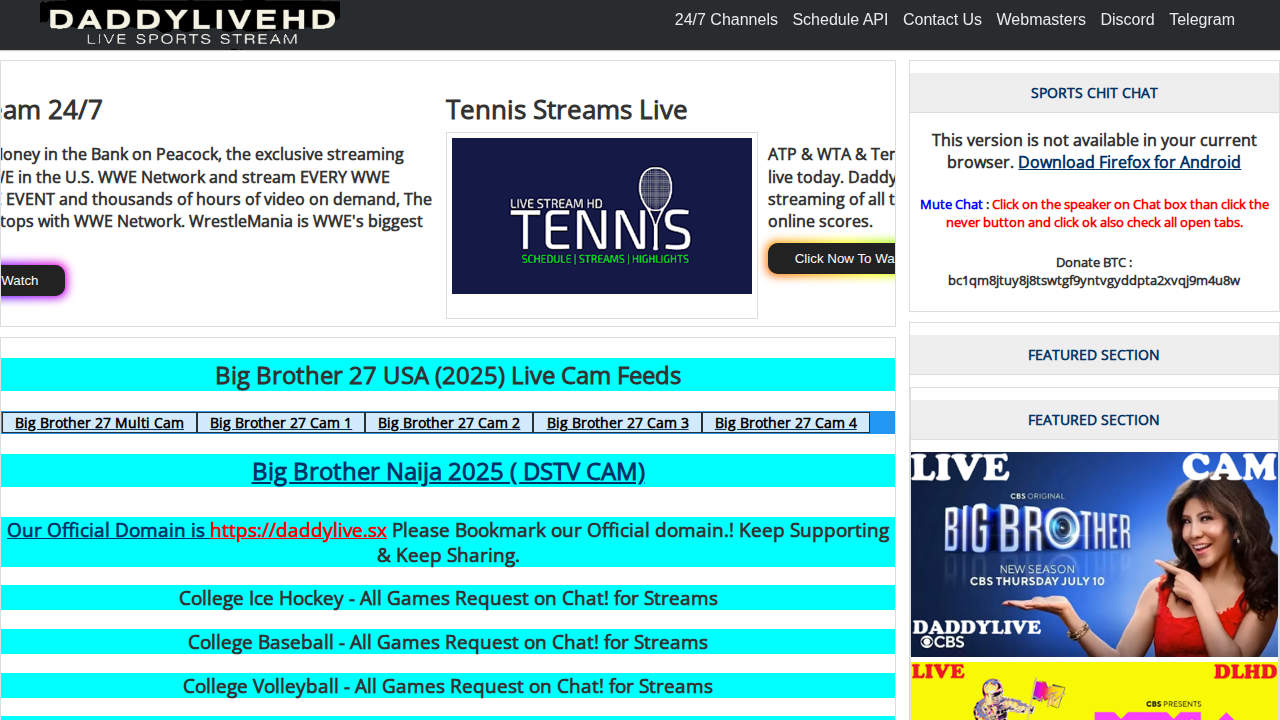 DADDYLIVEHD
LIVE SPORTS STREAM
24/7 Channels Schedule API Contact Us Webmasters Discord Telegram
am 24/7
oney in the Bank on Peacock, the exclusive streaming
E in the U.S. WWE Network and stream EVERY WWE
EVENT and thousands of hours of video on demand, The
tops with WWE Network. WrestleMania is WWE's biggest
Watch
Tennis Streams Live
LIVE STREAM HD
TENNIS
SCHEDULE | STREAMS | HIGHLIGHTS
ATP & WTA & Ter
live today. Daddy
streaming of all t
online scores.
Click Now To Wa
Big Brother 27 USA (2025) Live Cam Feeds
Big Brother 27 Multi Cam Big Brother 27 Cam 1 Big Brother 27 Cam 2 Big Brother 27 Cam 3 Big Brother 27 Cam 4
Big Brother Naija 2025 ( DSTV CAM)
Our Official Domain is https://daddylive.sx Please Bookmark our Official domain.! Keep Supporting
& Keep Sharing.
College Ice Hockey - All Games Request on Chat! for Streams
College Baseball - All Games Request on Chat! for Streams
College Volleyball - All Games Request on Chat! for Streams
SPORTS CHIT CHAT
This version is not available in your current
browser. Download Firefox for Android
Mute Chat : Click on the speaker on Chat box than click the
never button and click ok also check all open tabs.
Donate BTC :
bc1qm8jtuy8j8tswtgf9yntvgyddpta2xvqj9m4u8w
FEATURED SECTION
FEATURED SECTION
LIVE CAM
CBS ORIGINAL
BIG BROTHER
NEW SEASON
CBS THURSDAY JULY 10
DADDYLIVE
CBS
LIVE DLHD
CBS PRESENTS